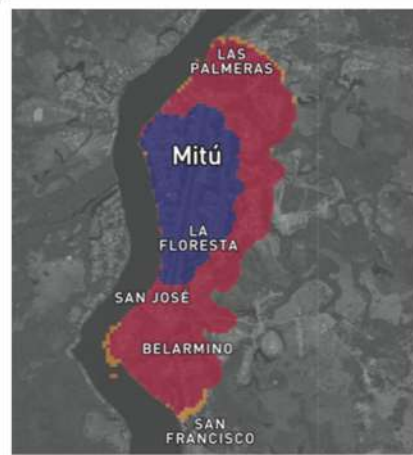 LAS
PALMERAS
Mitú
LA
FLORESTA
SAN JOSÉ
BELARMINO
SAN
FRANCISCO